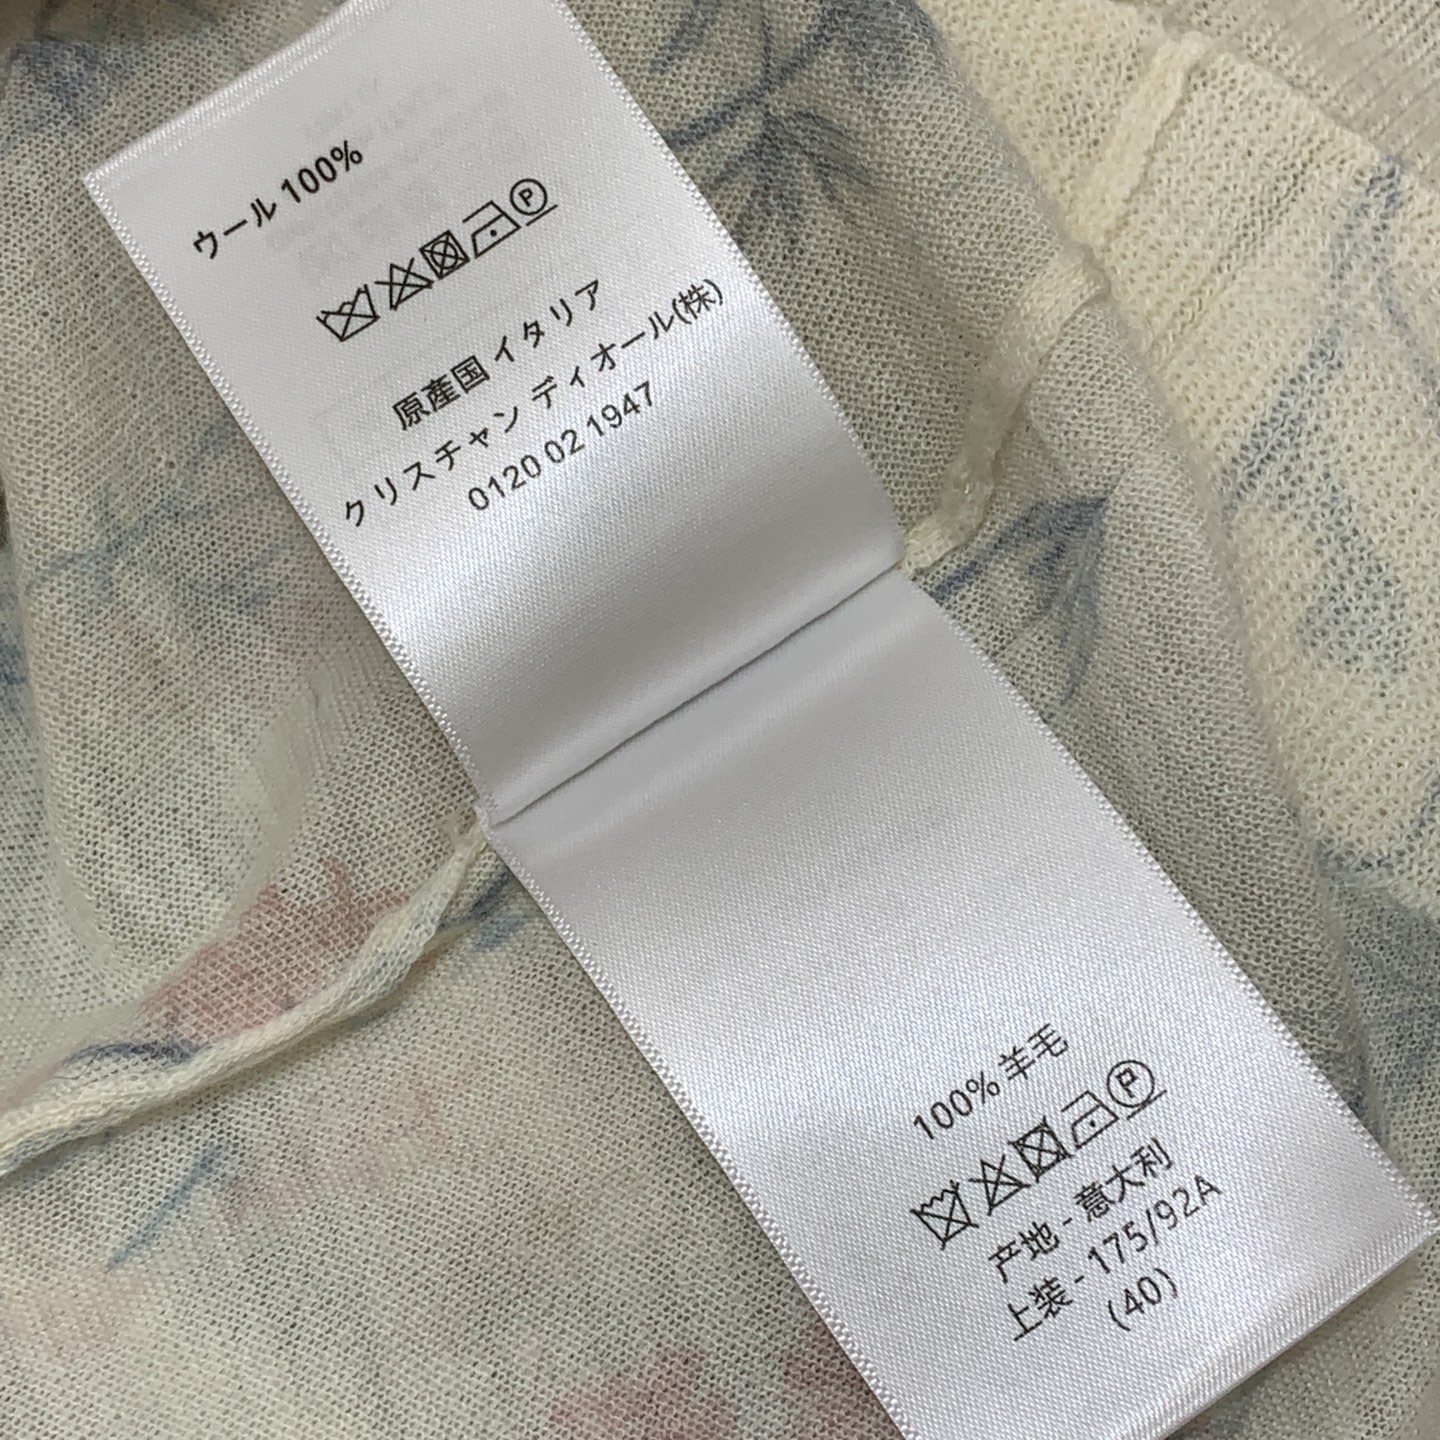 ウール 100%
P
原産国 イタリア
クリスチャン ディオール(株)
0120 02 1947
100% 羊毛
P
产地 - 意大利
上装 - 175/92A
(40)